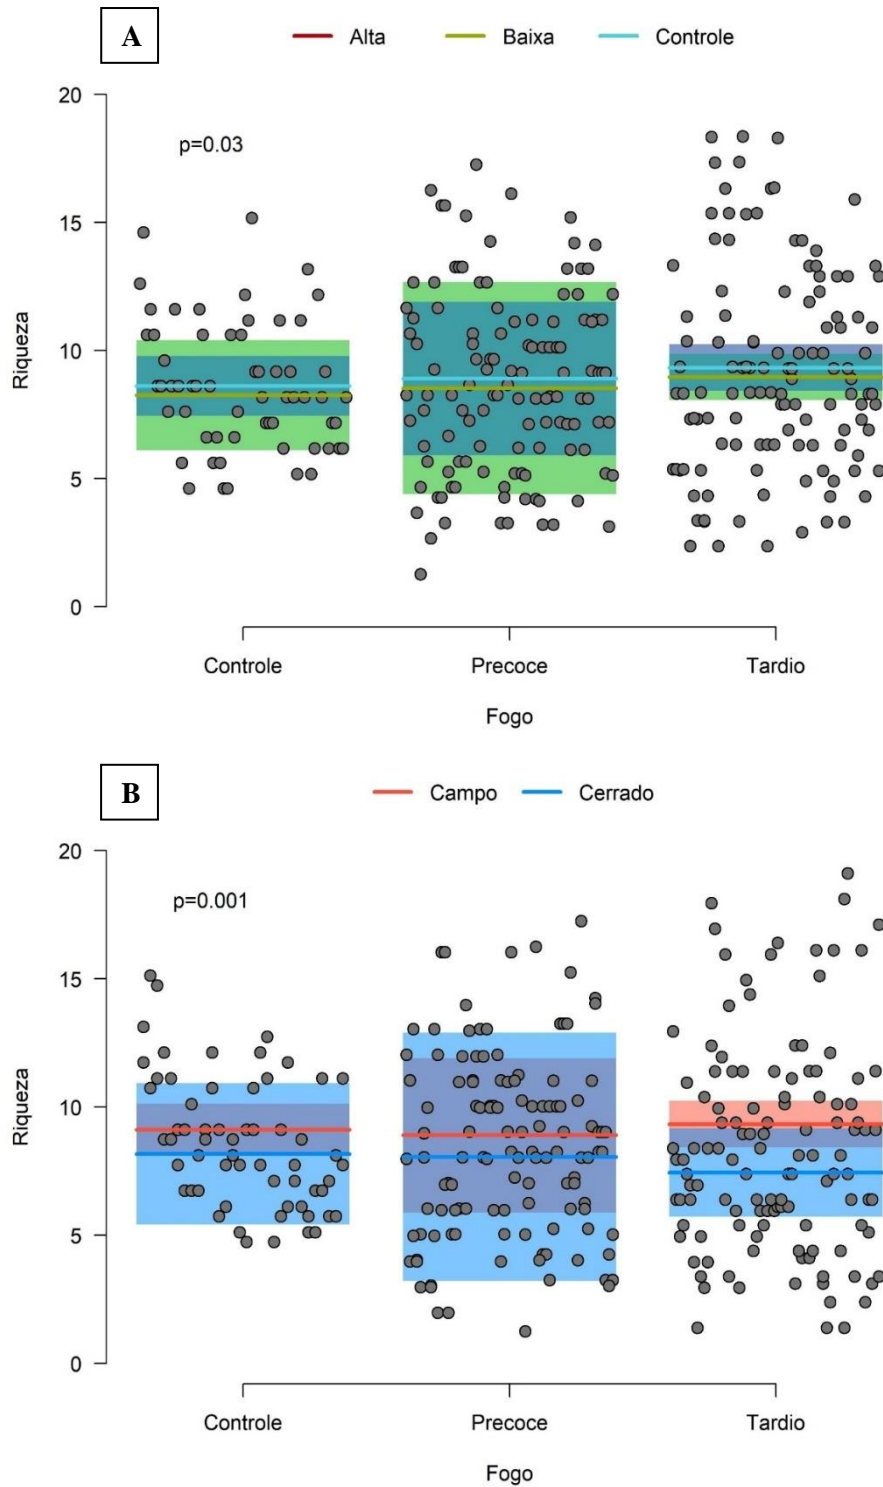 A
Alta Baixa Controle
20
p=0.03
15
Riqueza
10
5
0
Controle Precoce Tardio
Fogo
B
Campo Cerrado
20
p=0.001
15
Riqueza
10
5
0
Controle Precoce Tardio
Fogo